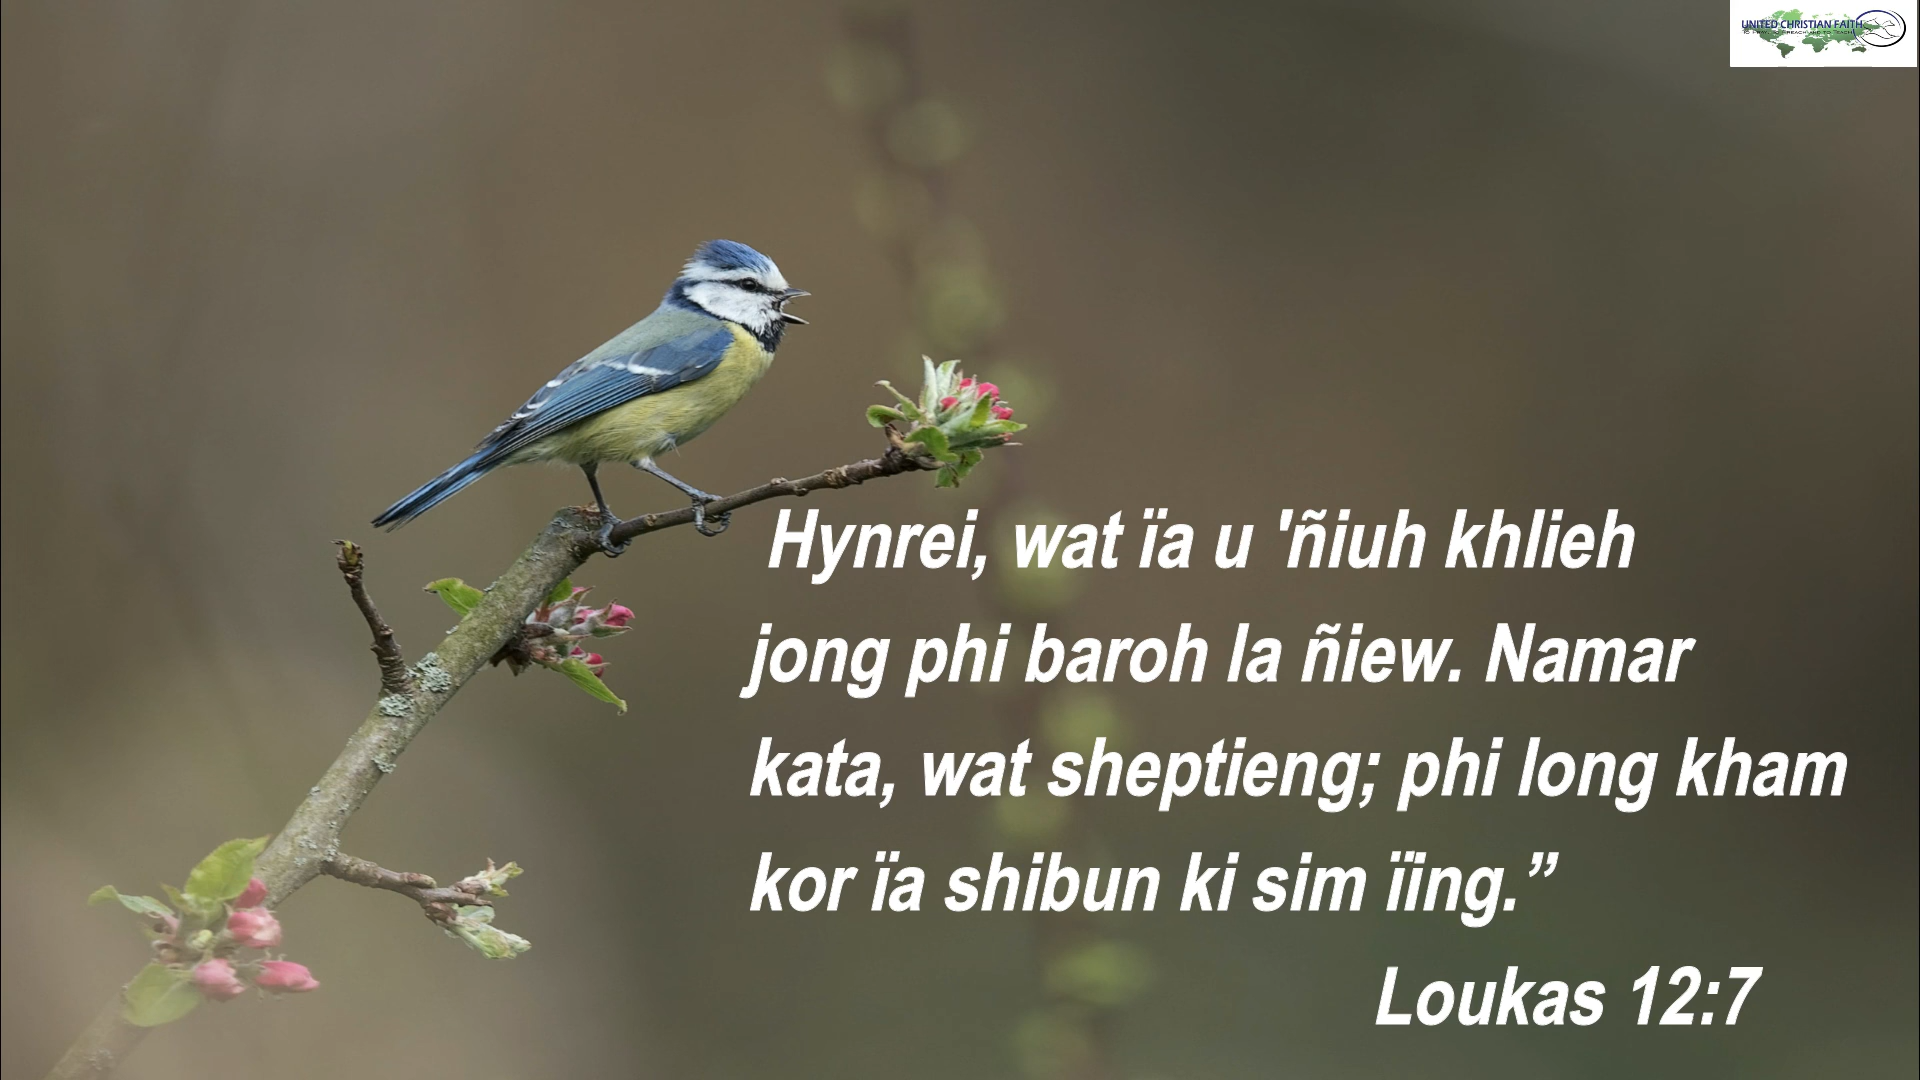 UNITED CHRISTIAN FAITH
Hynrei, wat ïa u 'ñiuh khlieh
jong phi baroh la ñiew. Namar
kata, wat sheptieng; phi long kham
kor ïa shibun ki sim ïing.”
Loukas 12:7